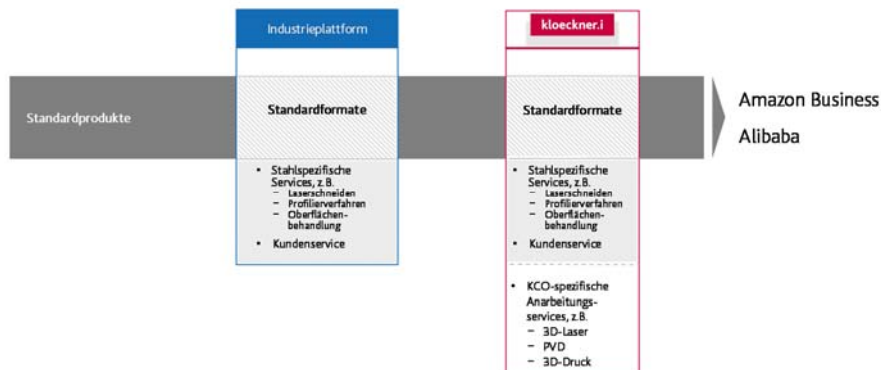 Industrieplattform
kloeckner.i
Standardprodukte
Standardformate
Standardformate
Amazon Business
Alibaba
• Stahlspezifische
Services, z.B.
– Laserschneiden
– Profilierverfahren
– Oberflächen-
behandlung
• Kundenservice
• Stahlspezifische
Services, z.B.
– Laserschneiden
– Profilierverfahren
– Oberflächen-
behandlung
• Kundenservice
• KCO-spezifische
Anarbeitungs-
services, z.B.
– 3D-Laser
– PVD
– 3D-Druck